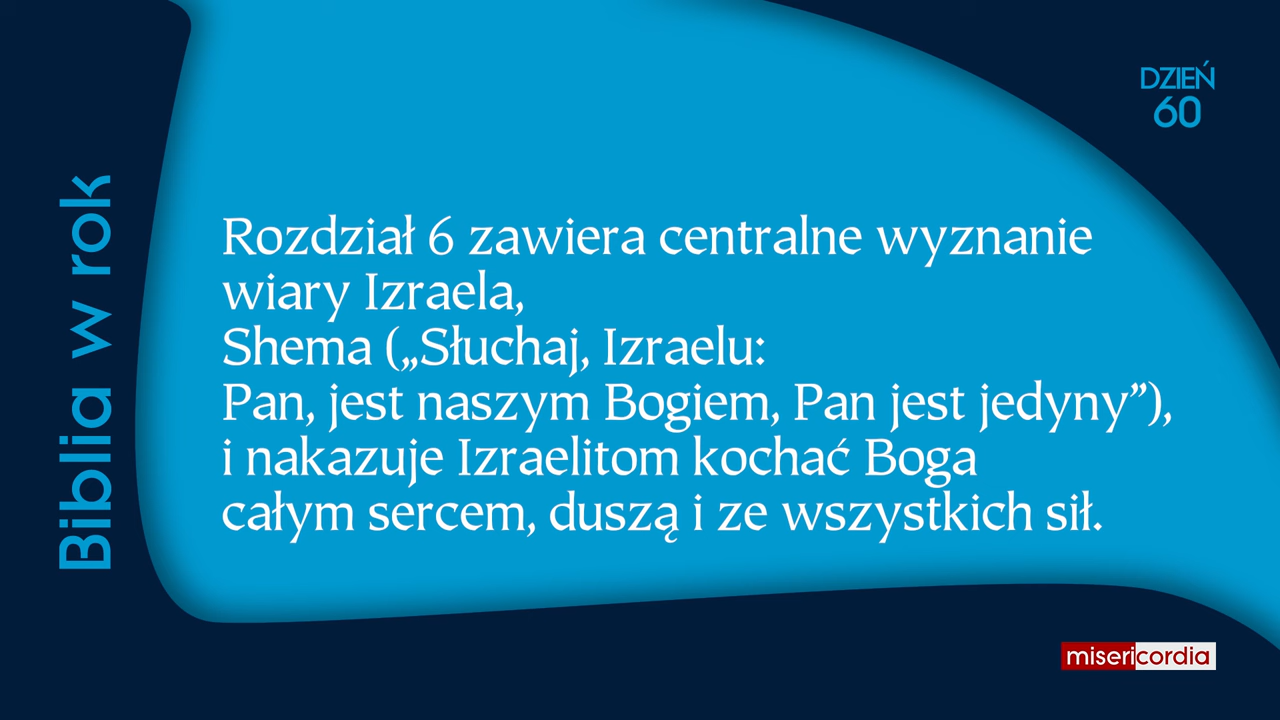 Biblia w rok
DZIEŃ
60
Rozdział 6 zawiera centralne wyznanie
wiary Izraela,
Shema („Słuchaj, Izraelu:
Pan, jest naszym Bogiem, Pan jest jedyny”),
i nakazuje Izraelitom kochać Boga
całym sercem, duszą i ze wszystkich sił.
misericordia